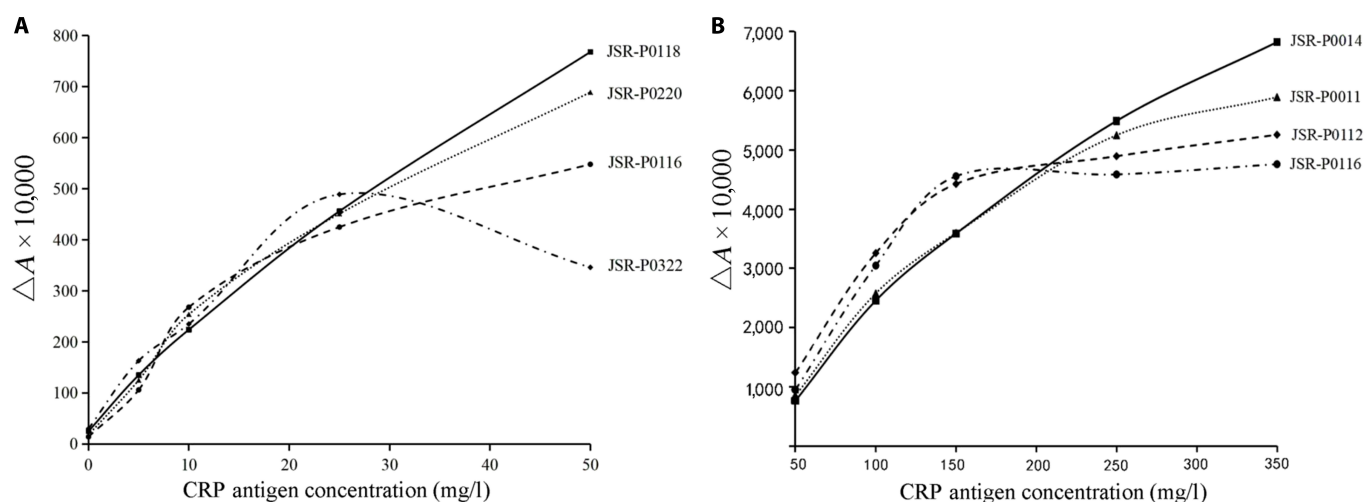 A
△A × 10,000
800
700
600
500
400
300
200
100
0
0 10 20 30 40 50
CRP antigen concentration (mg/l)
JSR-P0118
JSR-P0220
JSR-P0116
JSR-P0322
B
△A × 10,000
7,000
6,000
5,000
4,000
3,000
2,000
1,000
50 100 150 200 250 300 350
CRP antigen concentration (mg/l)
JSR-P0014
JSR-P0011
JSR-P0112
JSR-P0116